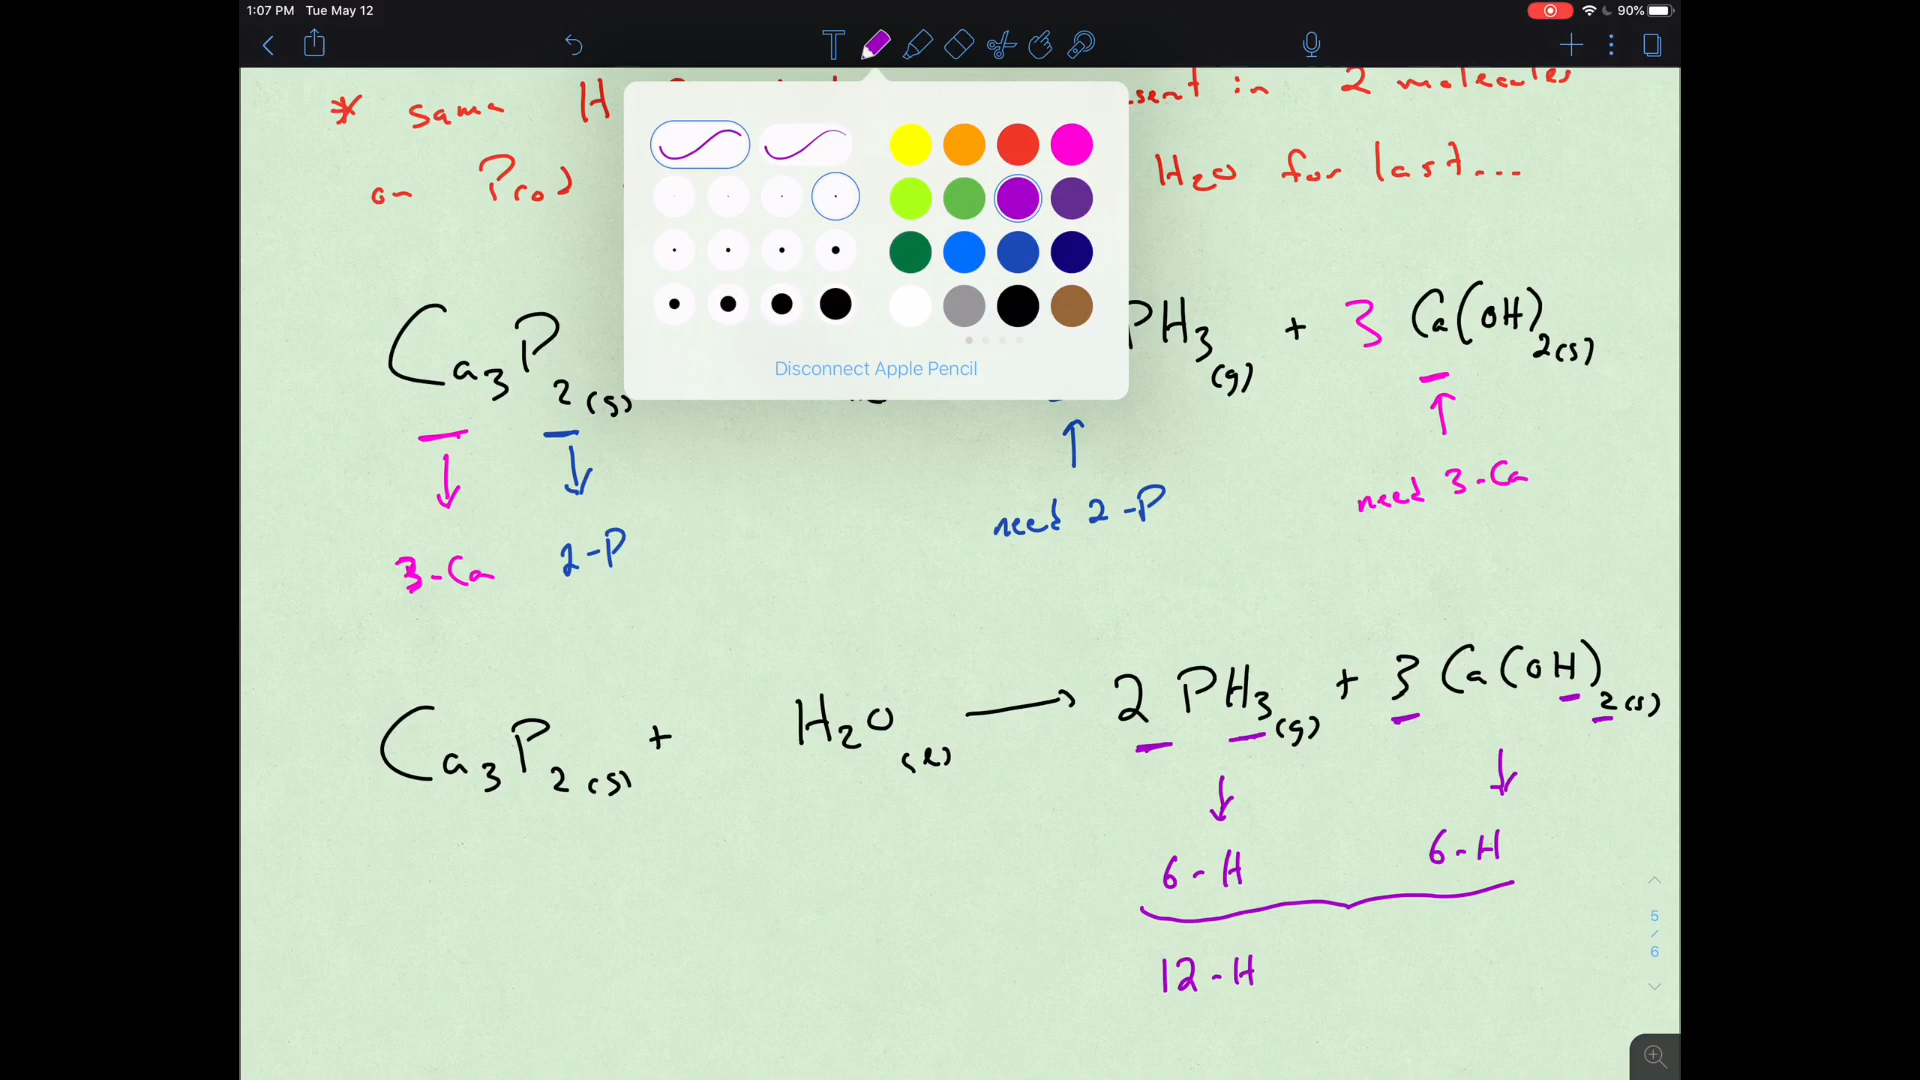 1:07 PM Tue May 12
90%
T
* same H
sent in 2 molecules
on Prod
H2O for last...
Disconnect Apple Pencil
Ca3P2(s)
PH3(g) + 3 Ca(OH)2(s)
need 2-P
need 3-Ca
3-Ca 2-P
Ca3P2(s) + H2O(l) → 2 PH3(g) + 3 Ca(OH)2(s)
6-H 6-H
12-H
5
/
6